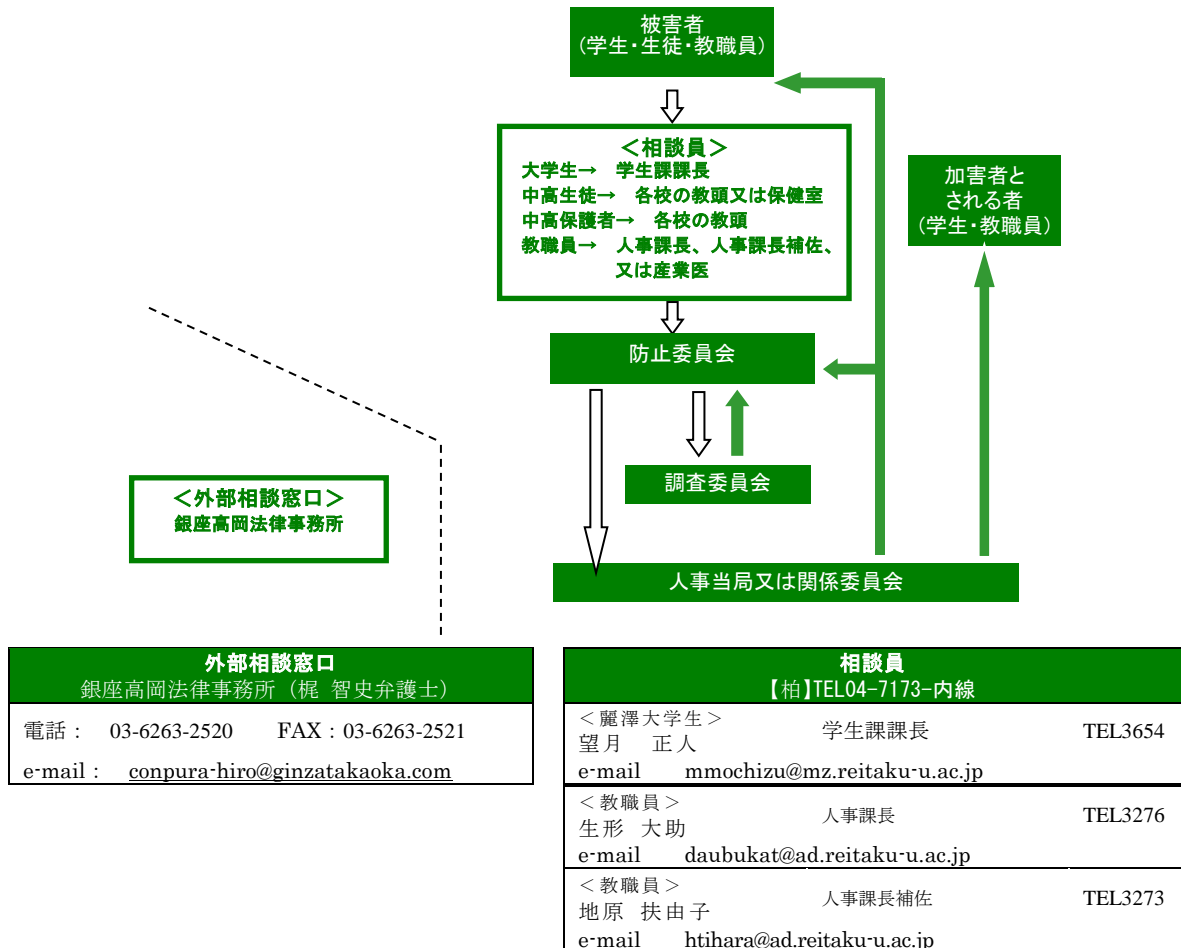 被害者
(学生・生徒・教職員)
＜相談員＞
大学生→　学生課課長
中高生徒→　各校の教頭又は保健室
中高保護者→　各校の教頭
教職員→　人事課長、人事課長補佐、
又は産業医
加害者と
される者
(学生・教職員)
防止委員会
調査委員会
＜外部相談窓口＞
銀座高岡法律事務所
人事当局又は関係委員会
外部相談窓口
銀座高岡法律事務所（梶 智史弁護士）
電話： 03-6263-2520 FAX：03-6263-2521
e-mail： conpura-hiro@ginzatakaoka.com
相談員
【柏】TEL04-7173-内線
＜麗澤大学生＞
望月 正人 学生課課長 TEL3654
e-mail mmochizu@mz.reitaku-u.ac.jp
＜教職員＞
生形 大助 人事課長 TEL3276
e-mail daubukat@ad.reitaku-u.ac.jp
＜教職員＞
地原 扶由子 人事課長補佐 TEL3273
e-mail htihara@ad.reitaku-u.ac.jp